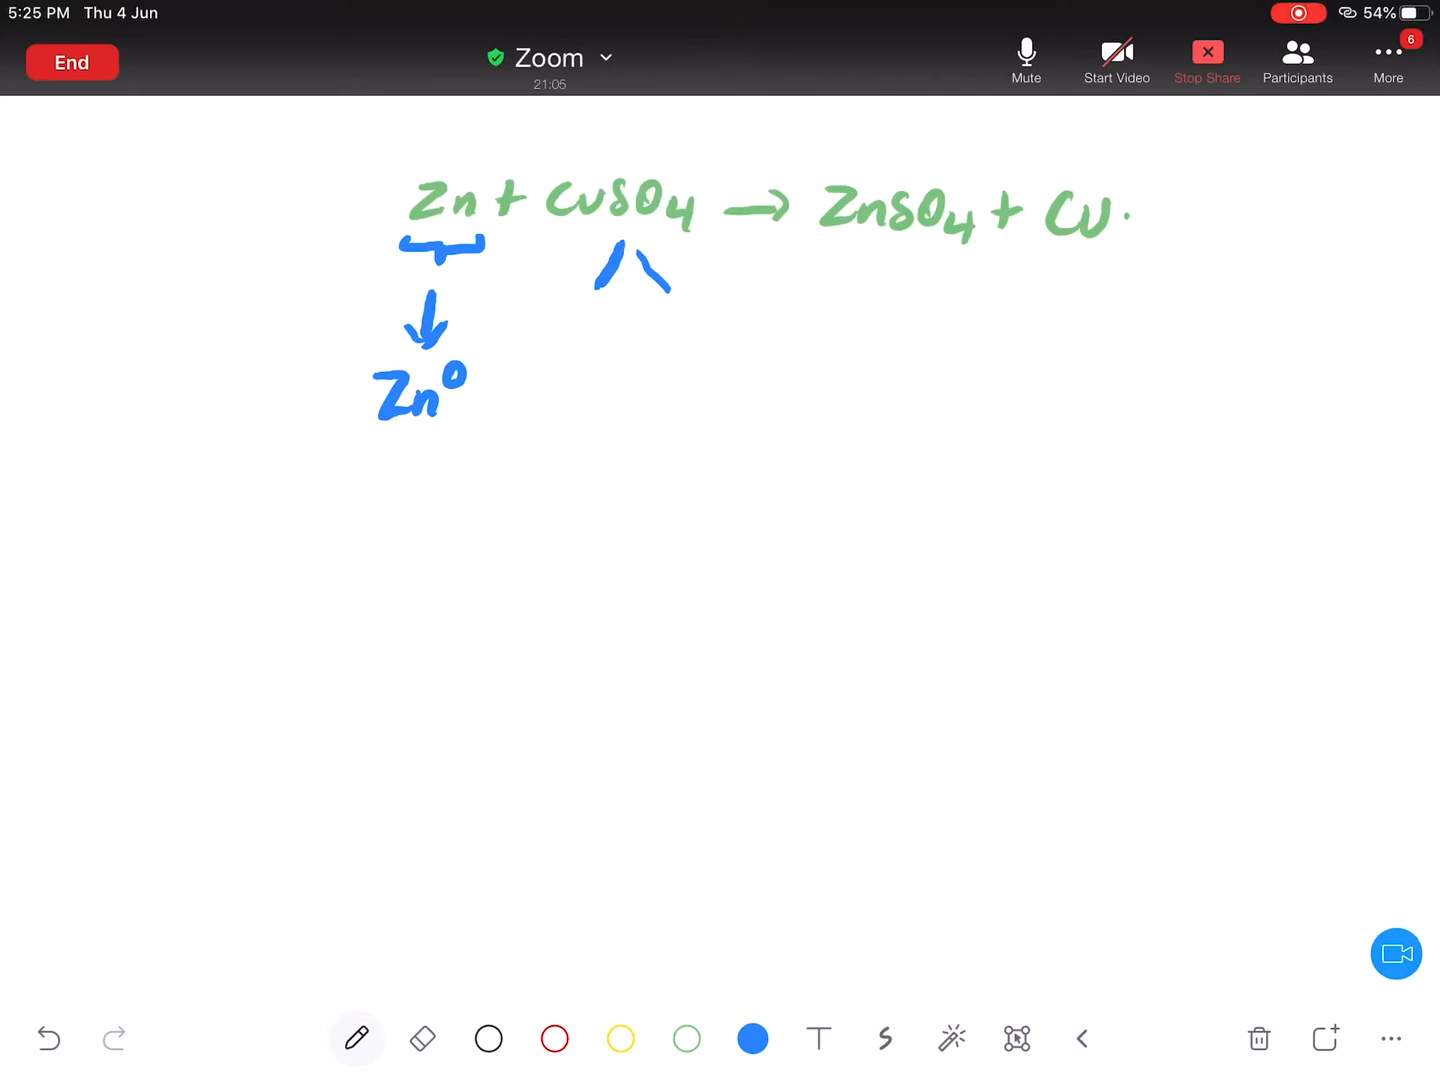 5:25 PM Thu 4 Jun
54%
End
Zoom
21:05
Mute
Start Video
Stop Share
Participants
6
More
Zn + CuSO4 → ZnSO4 + Cu.
Zn⁰
T
S